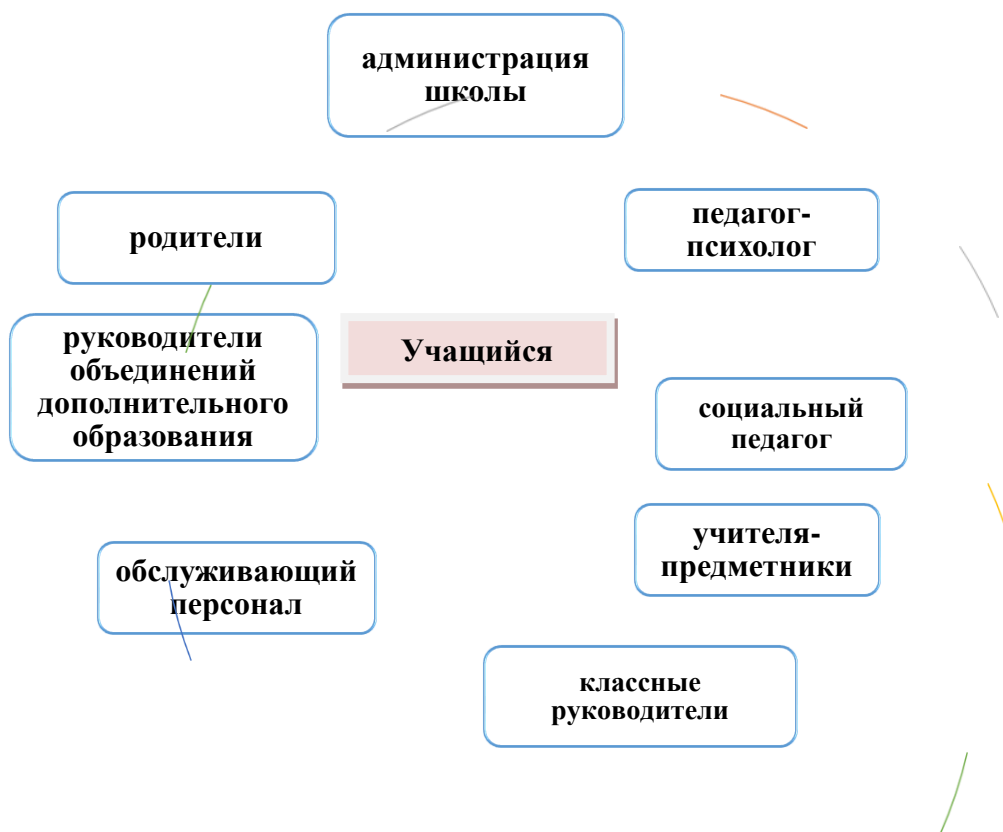 администрация
школы
родители
педагог-
психолог
руководители
объединений
дополнительного
образования
Учащийся
социальный
педагог
учителя-
предметники
обслуживающий
персонал
классные
руководители